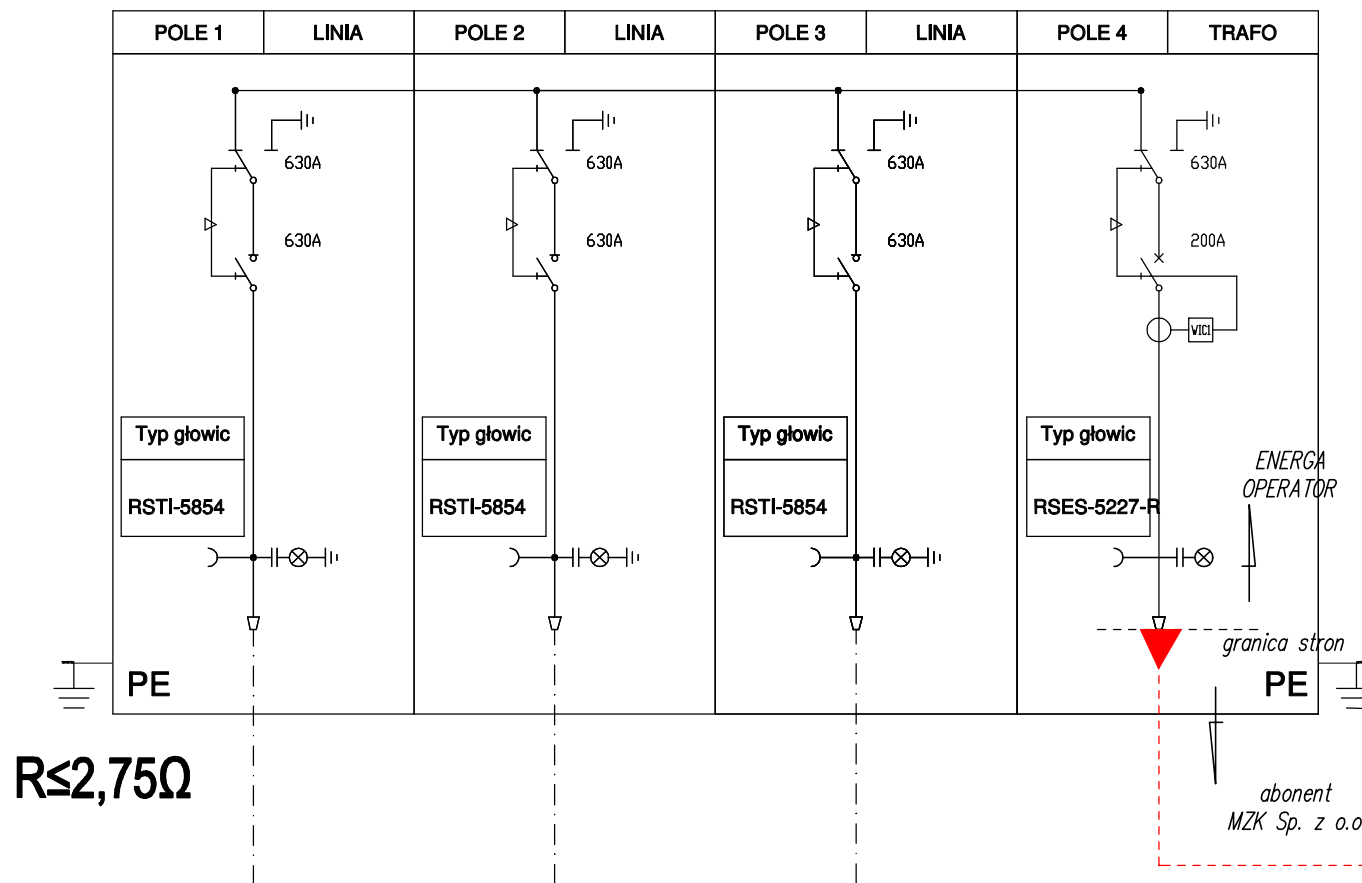 POLE 1 LINIA POLE 2 LINIA POLE 3 LINIA POLE 4 TRAFO
630A 630A 630A 630A
630A 630A 630A 200A
WIC1
Typ głowic Typ głowic Typ głowic Typ głowic
RSTI-5854 RSTI-5854 RSTI-5854 RSES-5227-R
ENERGA
OPERATOR
granica stron
PE PE
R≤2,75Ω
abonent
MZK Sp. z o.o